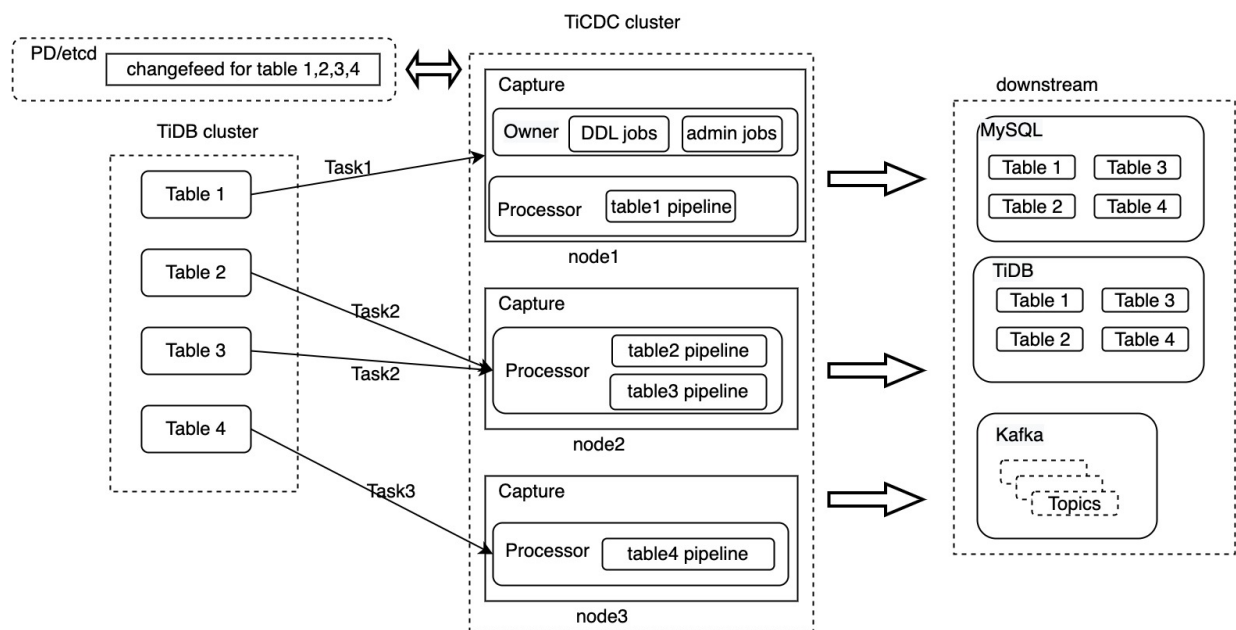 TiCDC cluster
PD/etcd
changefeed for table 1,2,3,4
TiDB cluster
Table 1
Table 2
Table 3
Table 4
Task1
Task2
Task2
Task3
Capture
Owner
DDL jobs
admin jobs
Processor
table1 pipeline
node1
Capture
Processor
table2 pipeline
table3 pipeline
node2
Capture
Processor
table4 pipeline
node3
downstream
MySQL
Table 1
Table 3
Table 2
Table 4
TiDB
Table 1
Table 3
Table 2
Table 4
Kafka
Topics